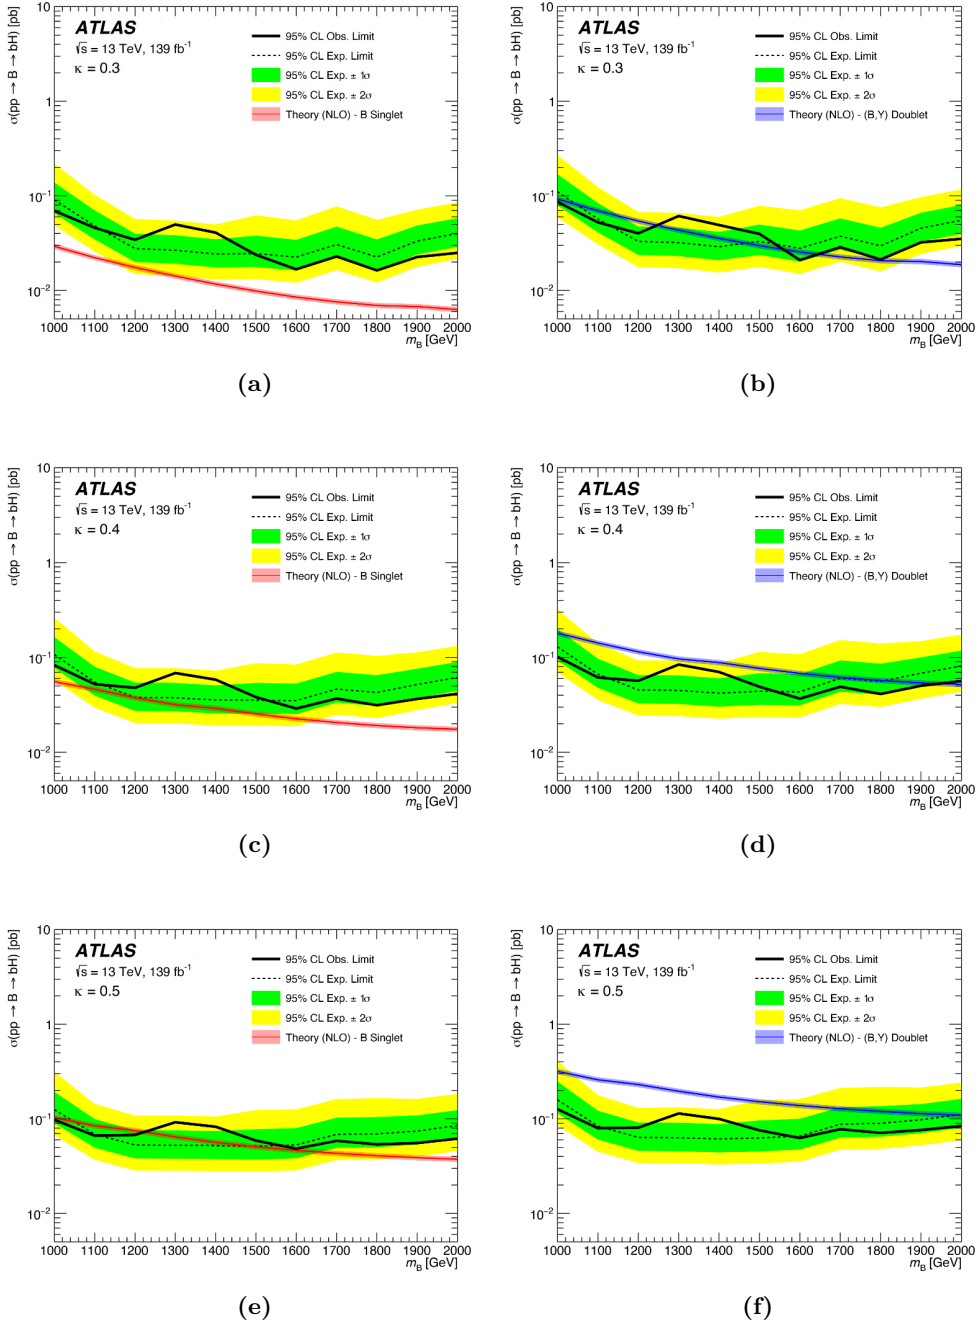 σ(pp → B → bH) [pb]
ATLAS
√s = 13 TeV, 139 fb⁻¹
κ = 0.3
95% CL Obs. Limit
95% CL Exp. Limit
95% CL Exp. ± 1σ
95% CL Exp. ± 2σ
Theory (NLO) - B Singlet
10
1
10⁻¹
10⁻²
1000 1100 1200 1300 1400 1500 1600 1700 1800 1900 2000
m_B [GeV]
(a)
σ(pp → B → bH) [pb]
ATLAS
√s = 13 TeV, 139 fb⁻¹
κ = 0.3
95% CL Obs. Limit
95% CL Exp. Limit
95% CL Exp. ± 1σ
95% CL Exp. ± 2σ
Theory (NLO) - (B,Y) Doublet
10
1
10⁻¹
10⁻²
1000 1100 1200 1300 1400 1500 1600 1700 1800 1900 2000
m_B [GeV]
(b)
σ(pp → B → bH) [pb]
ATLAS
√s = 13 TeV, 139 fb⁻¹
κ = 0.4
95% CL Obs. Limit
95% CL Exp. Limit
95% CL Exp. ± 1σ
95% CL Exp. ± 2σ
Theory (NLO) - B Singlet
10
1
10⁻¹
10⁻²
1000 1100 1200 1300 1400 1500 1600 1700 1800 1900 2000
m_B [GeV]
(c)
σ(pp → B → bH) [pb]
ATLAS
√s = 13 TeV, 139 fb⁻¹
κ = 0.4
95% CL Obs. Limit
95% CL Exp. Limit
95% CL Exp. ± 1σ
95% CL Exp. ± 2σ
Theory (NLO) - (B,Y) Doublet
10
1
10⁻¹
10⁻²
1000 1100 1200 1300 1400 1500 1600 1700 1800 1900 2000
m_B [GeV]
(d)
σ(pp → B → bH) [pb]
ATLAS
√s = 13 TeV, 139 fb⁻¹
κ = 0.5
95% CL Obs. Limit
95% CL Exp. Limit
95% CL Exp. ± 1σ
95% CL Exp. ± 2σ
Theory (NLO) - B Singlet
10
1
10⁻¹
10⁻²
1000 1100 1200 1300 1400 1500 1600 1700 1800 1900 2000
m_B [GeV]
(e)
σ(pp → B → bH) [pb]
ATLAS
√s = 13 TeV, 139 fb⁻¹
κ = 0.5
95% CL Obs. Limit
95% CL Exp. Limit
95% CL Exp. ± 1σ
95% CL Exp. ± 2σ
Theory (NLO) - (B,Y) Doublet
10
1
10⁻¹
10⁻²
1000 1100 1200 1300 1400 1500 1600 1700 1800 1900 2000
m_B [GeV]
(f)